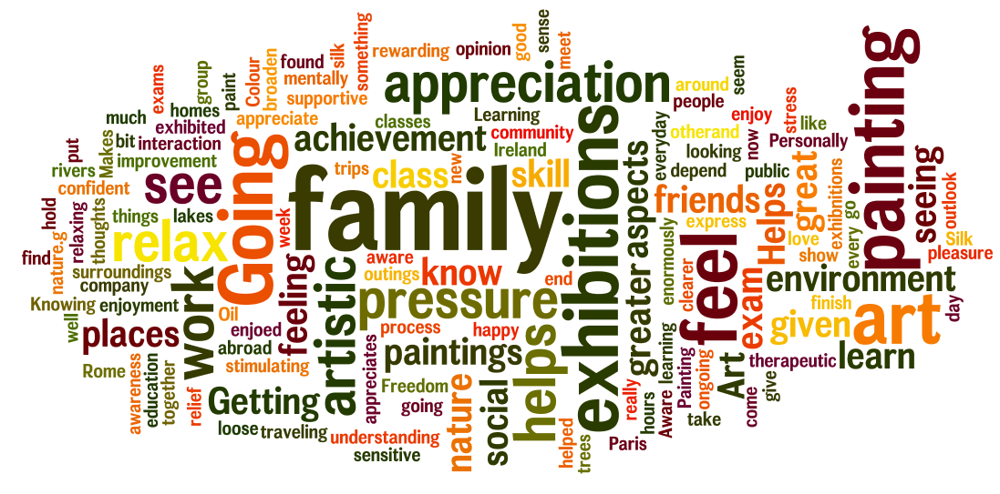 something
rewarding
opinion
good
sense
meet
silk
found
mentally
broaden
Colour
supportive
appreciation
around
seem
people
painting
exams
group
paint
homes
much
exhibited
appreciate
classes
Learning
community
Ireland
achievement
everyday
otherand
enjoy
stress
like
now
Personally
looking
put
Makes
bit
interaction
improvement
rivers
confident
see
Going
trips
class
new
skill
family
exhibitions
aspects
depend
public
friends
express
great
Helps
love
show
exhibnitions
every
go
seeing
outlook
Silk
pleasure
hold
relaxing
thoughts
things
lakes
relax
week
find
nature.g
surroundings
company
Knowing
enjoyment
well
places
work
Oil
feeling
artistic
aware
outings
know
end
pressure
process
happy
greater
enormously
clearer
feel
exam
environment
finish
given
art
day
learn
therapeutic
enjoed
abroad
stimulating
paintings
helps
Rome
awareness
education
together
relief
Getting
loose
traveling
appreciates
Freedom
going
understanding
sensitive
nature
social
helped
trees
Paris
really
hours
Aware
learning
Painting
ongoing
take
Art
come
give